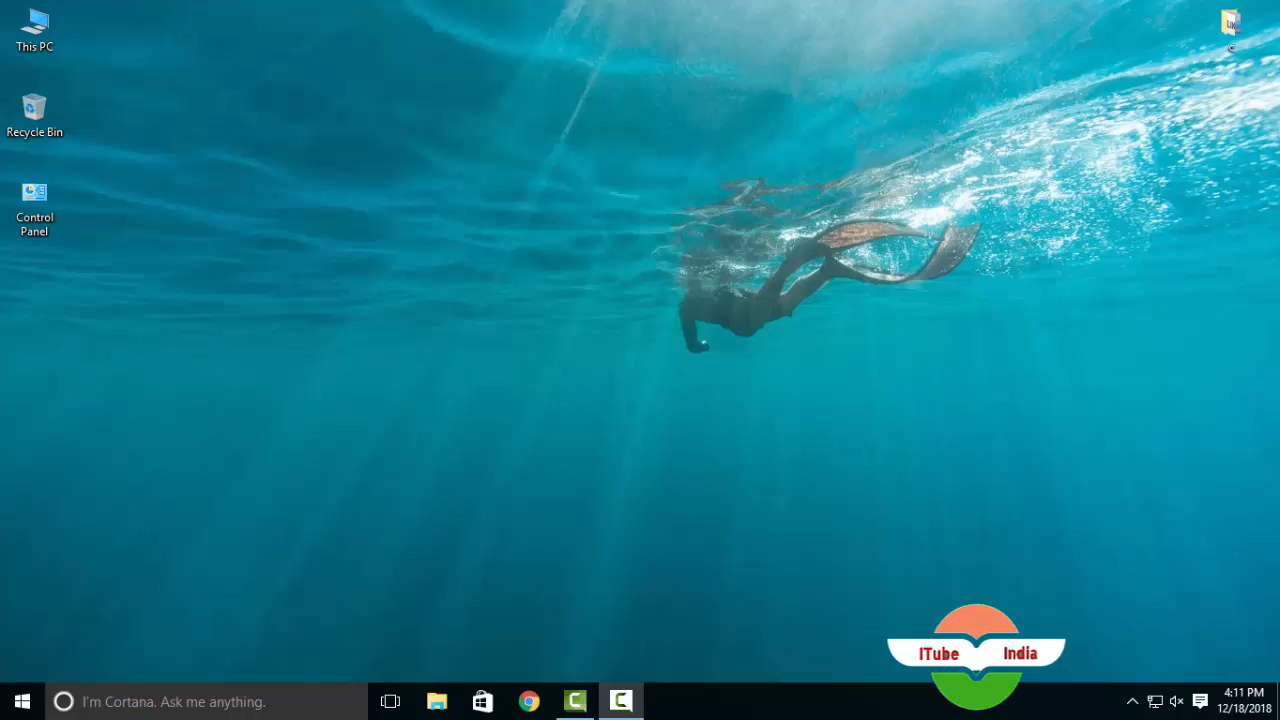 This PC
Recycle Bin
Control
Panel
ITube India
I'm Cortana. Ask me anything.
4:11 PM
12/18/2018